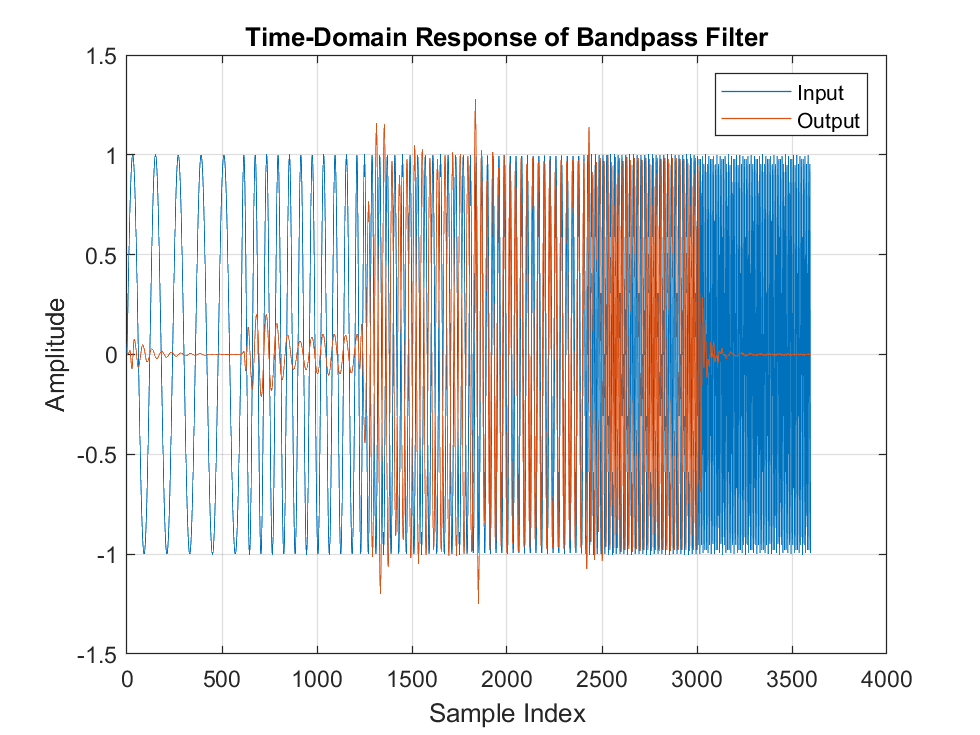 Time-Domain Response of Bandpass Filter
1.5
1
0.5
0
-0.5
-1
-1.5
Amplitude
Input
Output
0 500 1000 1500 2000 2500 3000 3500 4000
Sample Index